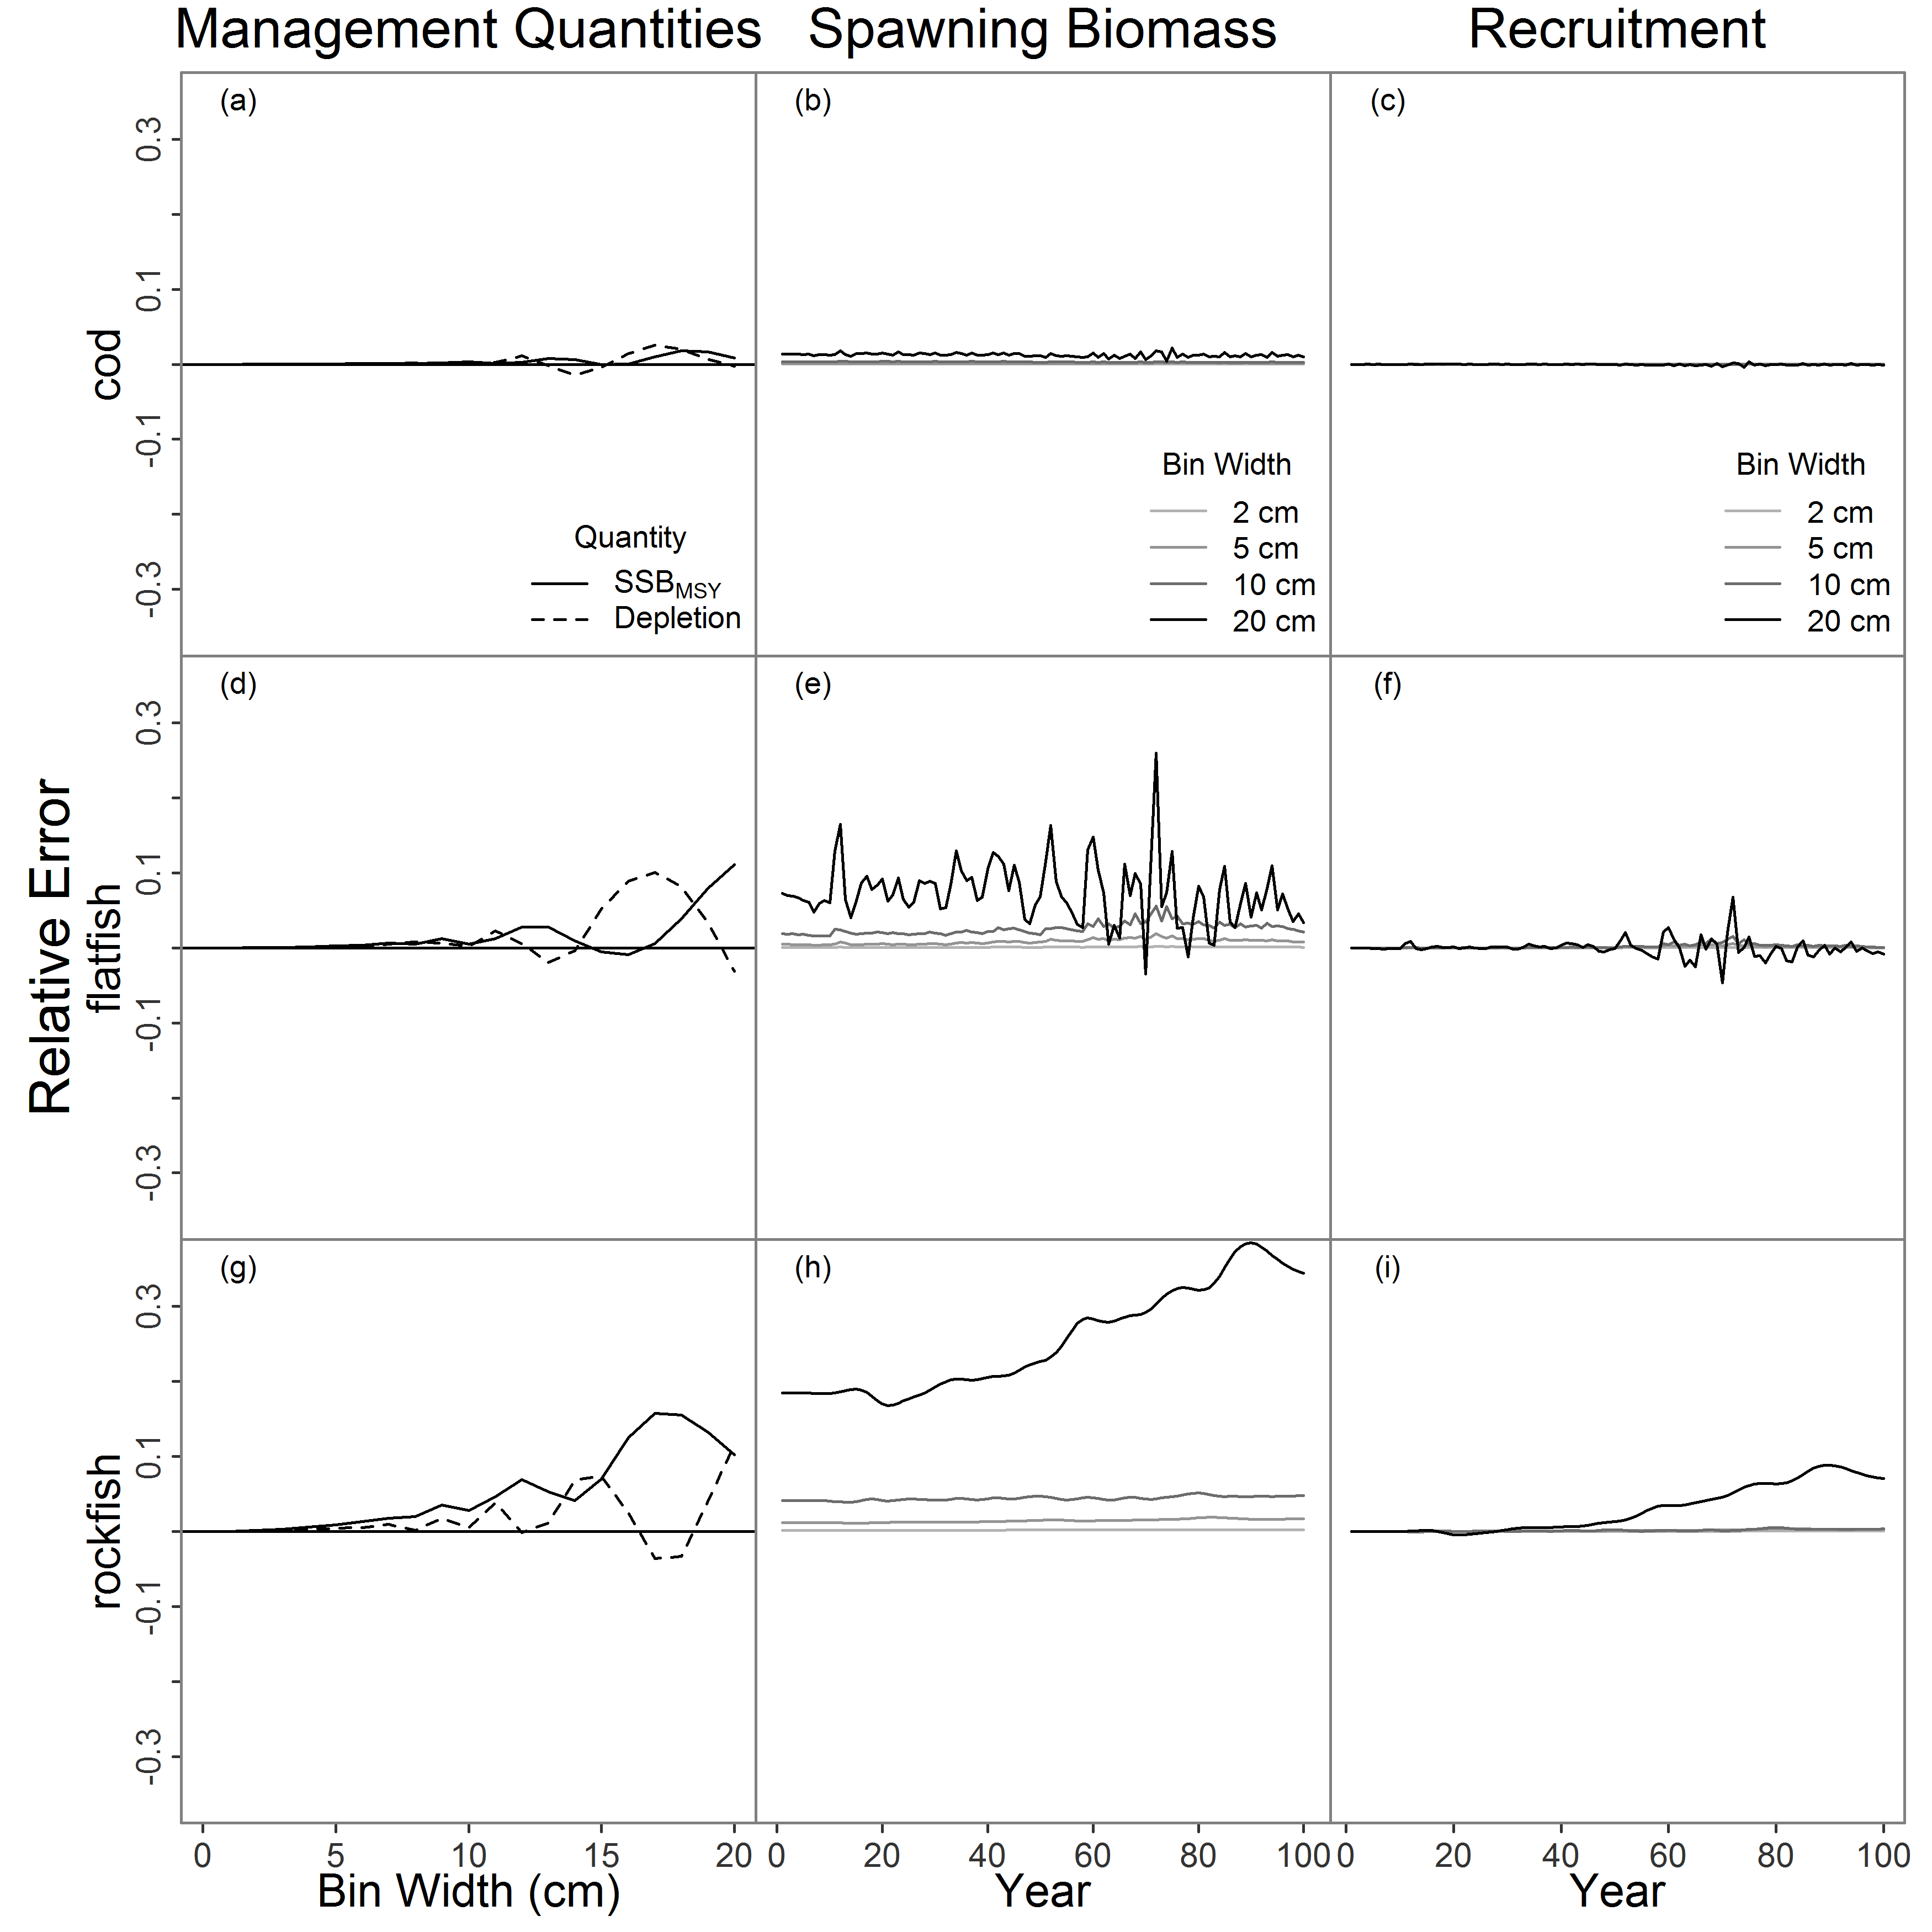 Management Quantities Spawning Biomass Recruitment
(a) (b) (c)
0.3
0.1
-0.1
-0.3
cod
Quantity
SSBMSY
Depletion
Bin Width
2 cm
5 cm
10 cm
20 cm
Bin Width
2 cm
5 cm
10 cm
20 cm
Relative Error
(d) (e) (f)
0.3
0.1
-0.1
-0.3
flatfish
(g) (h) (i)
0.3
0.1
-0.1
-0.3
rockfish
0 5 10 15 20 0 20 40 60 80 100 0 20 40 60 80 100
Bin Width (cm) Year Year